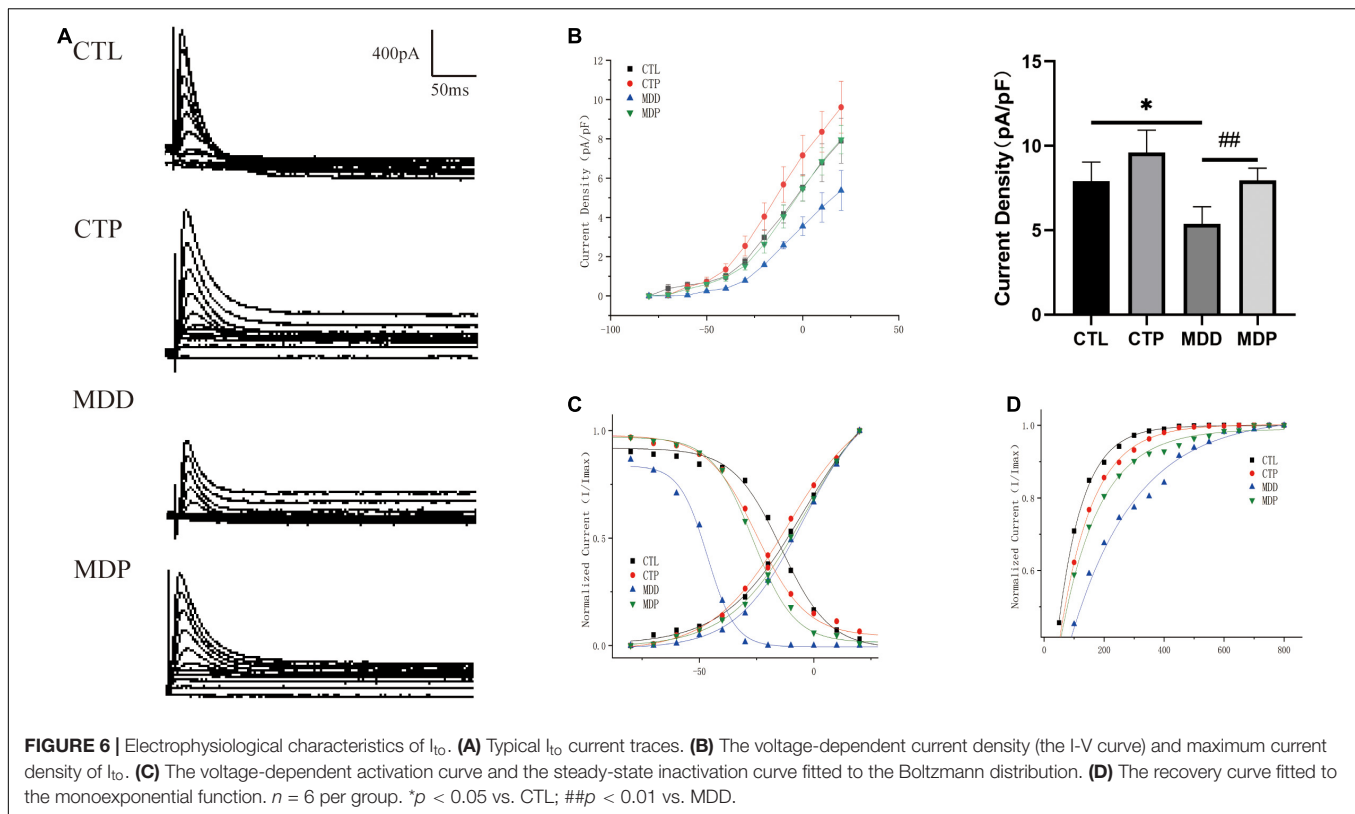 A
CTL
400pA
50ms
CTP
MDD
MDP
B
CTL
CTP
MDD
MDP
Current Density (pA/pF)
12
10
8
6
4
2
0
-100
-50
0
50
Current Density (pA/pF)
15
10
5
0
*
##
CTL
CTP
MDD
MDP
C
Normalized Current (I/Imax)
1.0
0.5
0.0
CTL
CTP
MDD
MDP
-50
0
D
Normalized Current (I/Imax)
1.0
0.8
0.6
CTL
CTP
MDD
MDP
0
200
400
600
800
FIGURE 6 | Electrophysiological characteristics of Ito. (A) Typical Ito current traces. (B) The voltage-dependent current density (the I-V curve) and maximum current
density of Ito. (C) The voltage-dependent activation curve and the steady-state inactivation curve fitted to the Boltzmann distribution. (D) The recovery curve fitted to
the monoexponential function. n = 6 per group. *p < 0.05 vs. CTL; ##p < 0.01 vs. MDD.